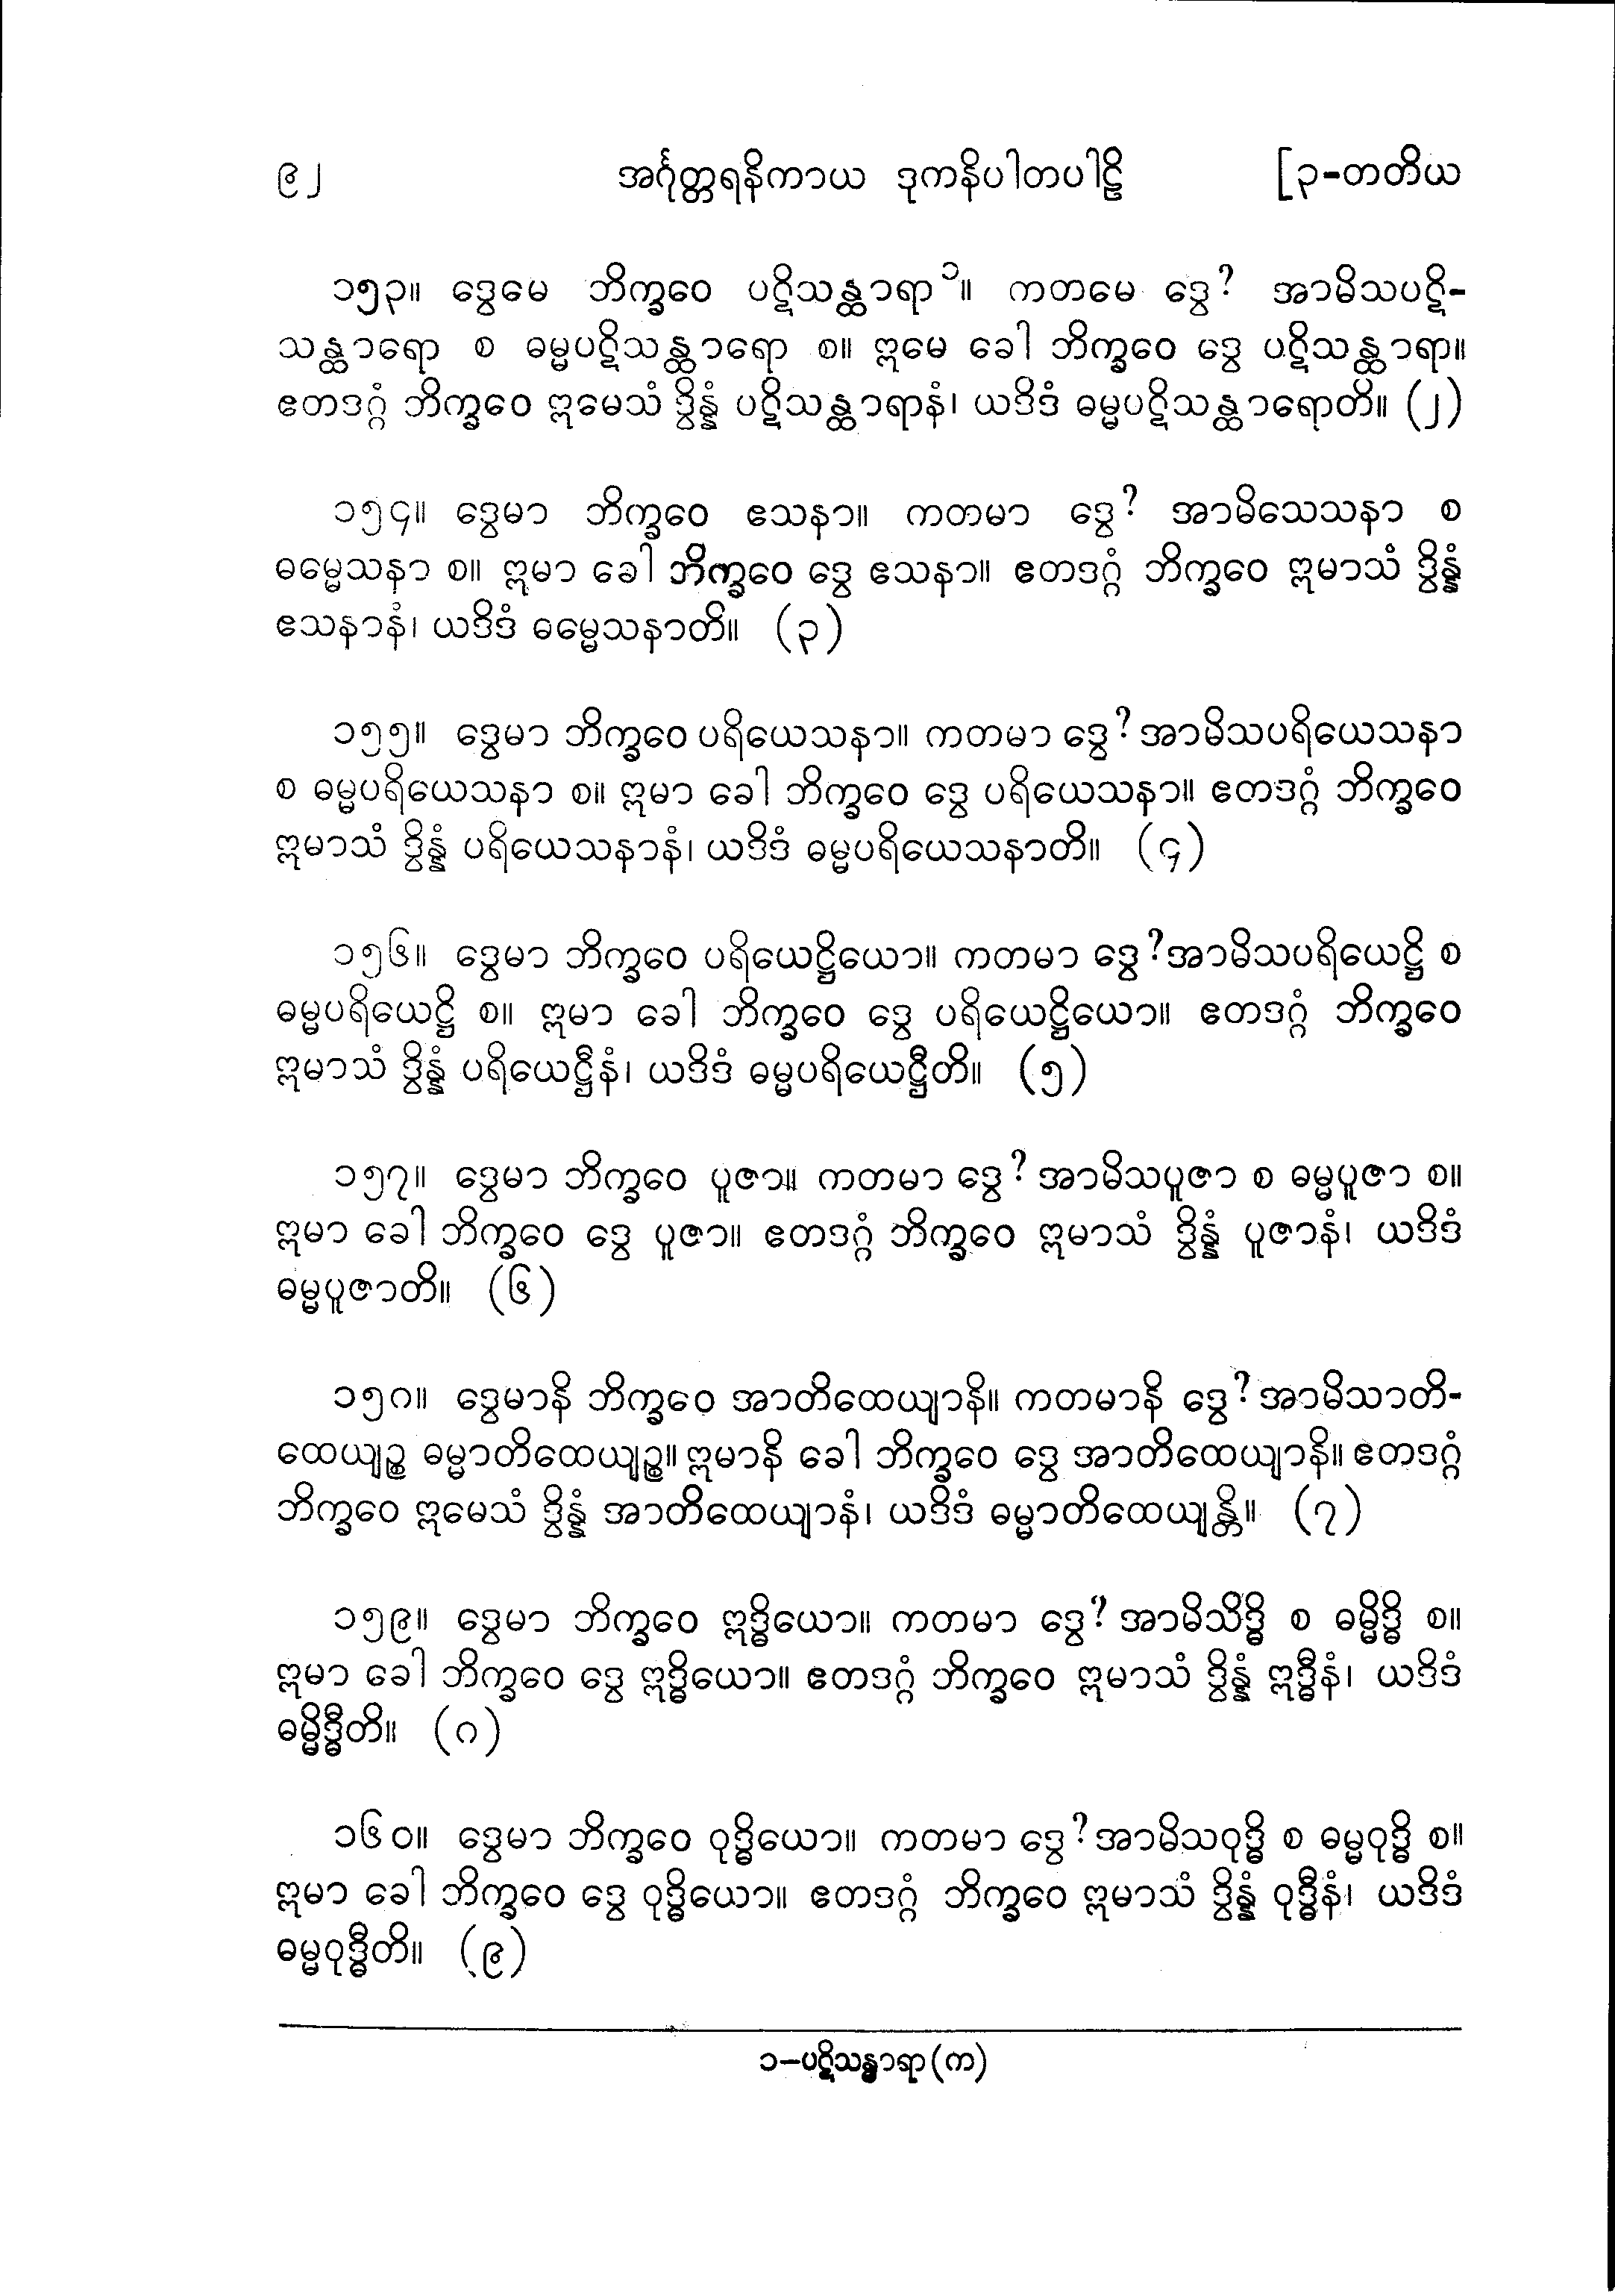 ၉၂ အင်္ဂုတ္တရနိကာယ ဒုကနိပါတပါဠိ [၃-တတိယ
၁၅၃။ ဒွေမေ ဘိက္ခဝေ ပဋိသန္ထာရာ၁။ ကတမေ ဒွေ? အာမိသပဋိ-
သန္ထာရော စ ဓမ္မပဋိသန္ထာရော စ။ ဣမေ ခေါ ဘိက္ခဝေ ဒွေ ပဋိသန္ထာရာ။
ဧတဒဂ္ဂံ ဘိက္ခဝေ ဣမေသံ ဒွိန္နံ ပဋိသန္ထာရာနံ၊ ယဒိဒံ ဓမ္မပဋိသန္ထာရောတိ။ (၂)
၁၅၄။ ဒွေမာ ဘိက္ခဝေ ဧသနာ။ ကတမာ ဒွေ? အာမိသေသနာ စ
ဓမ္မေသနာ စ။ ဣမာ ခေါ ဘိက္ခဝေ ဒွေ ဧသနာ။ ဧတဒဂ္ဂံ ဘိက္ခဝေ ဣမာသံ ဒွိန္နံ
ဧသနာနံ၊ ယဒိဒံ ဓမ္မေသနာတိ။ (၃)
၁၅၅။ ဒွေမာ ဘိက္ခဝေ ပရိယေသနာ။ ကတမာ ဒွေ? အာမိသပရိယေသနာ
စ ဓမ္မပရိယေသနာ စ။ ဣမာ ခေါ ဘိက္ခဝေ ဒွေ ပရိယေသနာ။ ဧတဒဂ္ဂံ ဘိက္ခဝေ
ဣမာသံ ဒွိန္နံ ပရိယေသနာနံ၊ ယဒိဒံ ဓမ္မပရိယေသနာတိ။ (၄)
၁၅၆။ ဒွေမာ ဘိက္ခဝေ ပရိယေဋ္ဌိယော။ ကတမာ ဒွေ? အာမိသပရိယေဋ္ဌိ စ
ဓမ္မပရိယေဋ္ဌိ စ။ ဣမာ ခေါ ဘိက္ခဝေ ဒွေ ပရိယေဋ္ဌိယော။ ဧတဒဂ္ဂံ ဘိက္ခဝေ
ဣမာသံ ဒွိန္နံ ပရိယေဋ္ဌီနံ၊ ယဒိဒံ ဓမ္မပရိယေဋ္ဌီတိ။ (၅)
၁၅၇။ ဒွေမာ ဘိက္ခဝေ ပူဇာ။ ကတမာ ဒွေ? အာမိသပူဇာ စ ဓမ္မပူဇာ စ။
ဣမာ ခေါ ဘိက္ခဝေ ဒွေ ပူဇာ။ ဧတဒဂ္ဂံ ဘိက္ခဝေ ဣမာသံ ဒွိန္နံ ပူဇာနံ၊ ယဒိဒံ
ဓမ္မပူဇာတိ။ (၆)
၁၅၈။ ဒွေမာနိ ဘိက္ခဝေ အာတိထေယျာနိ။ ကတမာနိ ဒွေ? အာမိသာတိ-
ထေယျဉ္စ ဓမ္မာတိထေယျဉ္စ။ ဣမာနိ ခေါ ဘိက္ခဝေ ဒွေ အာတိထေယျာနိ။ ဧတဒဂ္ဂံ
ဘိက္ခဝေ ဣမေသံ ဒွိန္နံ အာတိထေယျာနံ၊ ယဒိဒံ ဓမ္မာတိထေယျန္တိ။ (၇)
၁၅၉။ ဒွေမာ ဘိက္ခဝေ ဣဒ္ဓိယော။ ကတမာ ဒွေ? အာမိသိဒ္ဓိ စ ဓမ္မိဒ္ဓိ စ။
ဣမာ ခေါ ဘိက္ခဝေ ဒွေ ဣဒ္ဓိယော။ ဧတဒဂ္ဂံ ဘိက္ခဝေ ဣမာသံ ဒွိန္နံ ဣဒ္ဓီနံ၊ ယဒိဒံ
ဓမ္မိဒ္ဓီတိ။ (၈)
၁၆၀။ ဒွေမာ ဘိက္ခဝေ ဝုဒ္ဓိယော။ ကတမာ ဒွေ? အာမိသဝုဒ္ဓိ စ ဓမ္မဝုဒ္ဓိ စ။
ဣမာ ခေါ ဘိက္ခဝေ ဒွေ ဝုဒ္ဓိယော။ ဧတဒဂ္ဂံ ဘိက္ခဝေ ဣမာသံ ဒွိန္နံ ဝုဒ္ဓီနံ၊ ယဒိဒံ
ဓမ္မဝုဒ္ဓီတိ။ (၉)
၁-ပဋိသန္ဓာရာ (က)